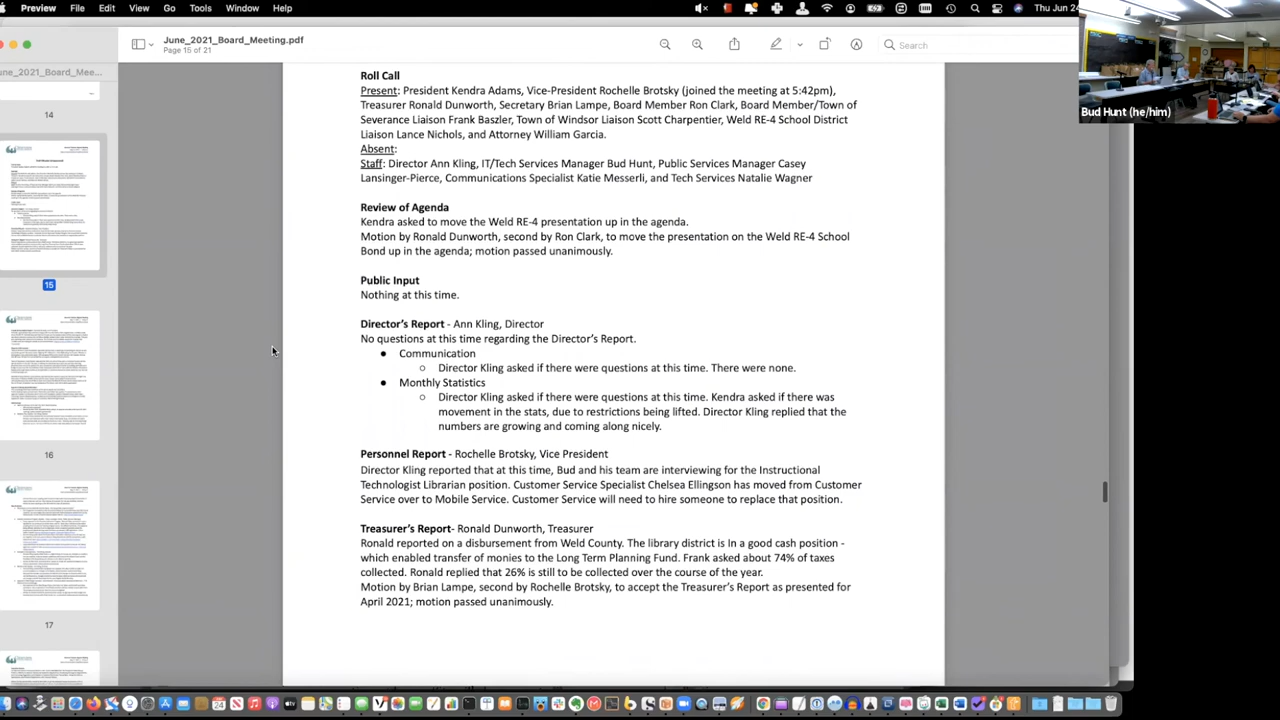 Preview File Edit View Go Tools Window Help
Thu Jun 24
June_2021_Board_Meeting.pdf
Page 15 of 21
Search
June_2021_Board_Mee...
14
15
16
17
Bud Hunt (he/him)
Roll Call
Present: President Kendra Adams, Vice-President Rochelle Brotsky (joined the meeting at 5:42pm),
Treasurer Ronald Dunworth, Secretary Brian Lampe, Board Member Ron Clark, Board Member/Town of
Severance Liaison Frank Baszler, Town of Windsor Liaison Scott Charpentier, Weld RE-4 School District
Liaison Lance Nichols, and Attorney William Garcia.
Absent:
Staff: Director Ann Kling, IT/Tech Services Manager Bud Hunt, Public Services Manager Casey
Lansinger-Pierce, Communications Specialist Katie Messerli, and Tech Services Natalie Wagner
Review of Agenda
Kendra asked to move the Weld RE-4 presentation up in the agenda.
Motion by Ronald Dunworth, second by Ron Clark, to move the presentation on the Weld RE-4 School
Bond up in the agenda; motion passed unanimously.
Public Input
Nothing at this time.
Director's Report - Ann Kling, Director
No questions at this time regarding the Director's Report.
Communication
○ Director Kling asked if there were questions at this time. There were none.
● Monthly Statistics
○ Director Kling asked if there were questions at this time. Kendra asked if there was
movement in the stats, due to restrictions being lifted. Director Kling replied that the
numbers are growing and coming along nicely.
Personnel Report - Rochelle Brotsky, Vice President
Director Kling reported that at this time, Bud and his team are interviewing for the Instructional
Technologist Librarian position. Customer Service Specialist Chelsea Ellington has moved from Customer
Service over to Mobile Service. Customer Service will need to hire someone to replace that position.
Treasurer's Report- Ronald Dunworth, Treasurer
Ronald reported on a disbursement from Weld County. The library district is in a good cash position -
which enabled transfer of money to the Long Term Planning Fund. Frank asked about 74% of taxes
collected. Ronald replied that 26% is still to be collected over the course of the year.
Motion by Brian Lampe, second by Rochelle Brotsky, to accept the Treasurer's Report as presented for
April 2021; motion passed unanimously.